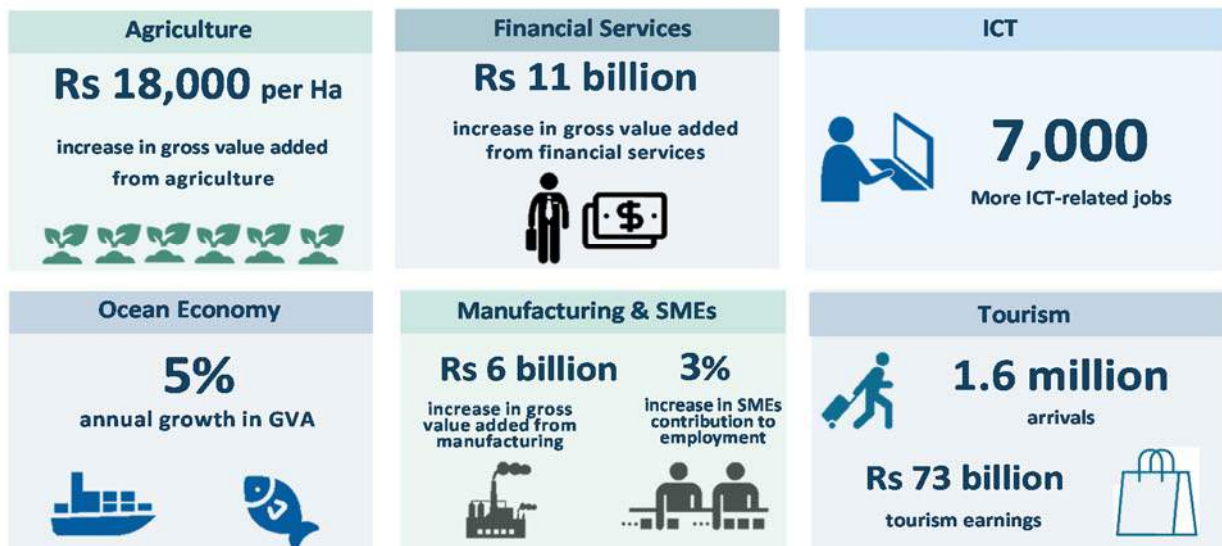 Agriculture
Rs 18,000 per Ha
increase in gross value added
from agriculture
Financial Services
Rs 11 billion
increase in gross value added
from financial services
$
ICT
7,000
More ICT-related jobs
Ocean Economy
5%
annual growth in GVA
Manufacturing & SMEs
Rs 6 billion
increase in gross
value added from
manufacturing
3%
increase in SMEs
contribution to
employment
Tourism
1.6 million
arrivals
Rs 73 billion
tourism earnings